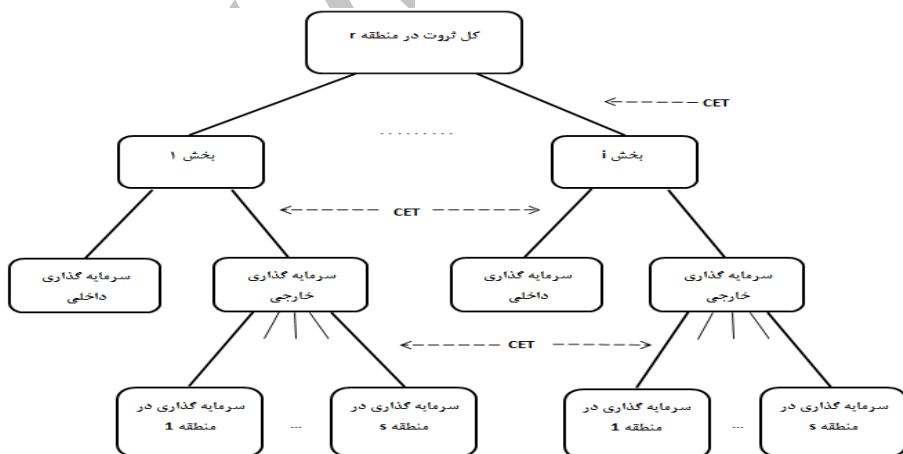 کل ثروت در منطقه r
CET
بخش ۱
.........
بخش i
CET
سرمایه گذاری
داخلی
سرمایه گذاری
خارجی
سرمایه گذاری
داخلی
سرمایه گذاری
خارجی
CET
سرمایه گذاری در
منطقه 1
...
سرمایه گذاری در
منطقه s
سرمایه گذاری در
منطقه 1
...
سرمایه گذاری در
منطقه s